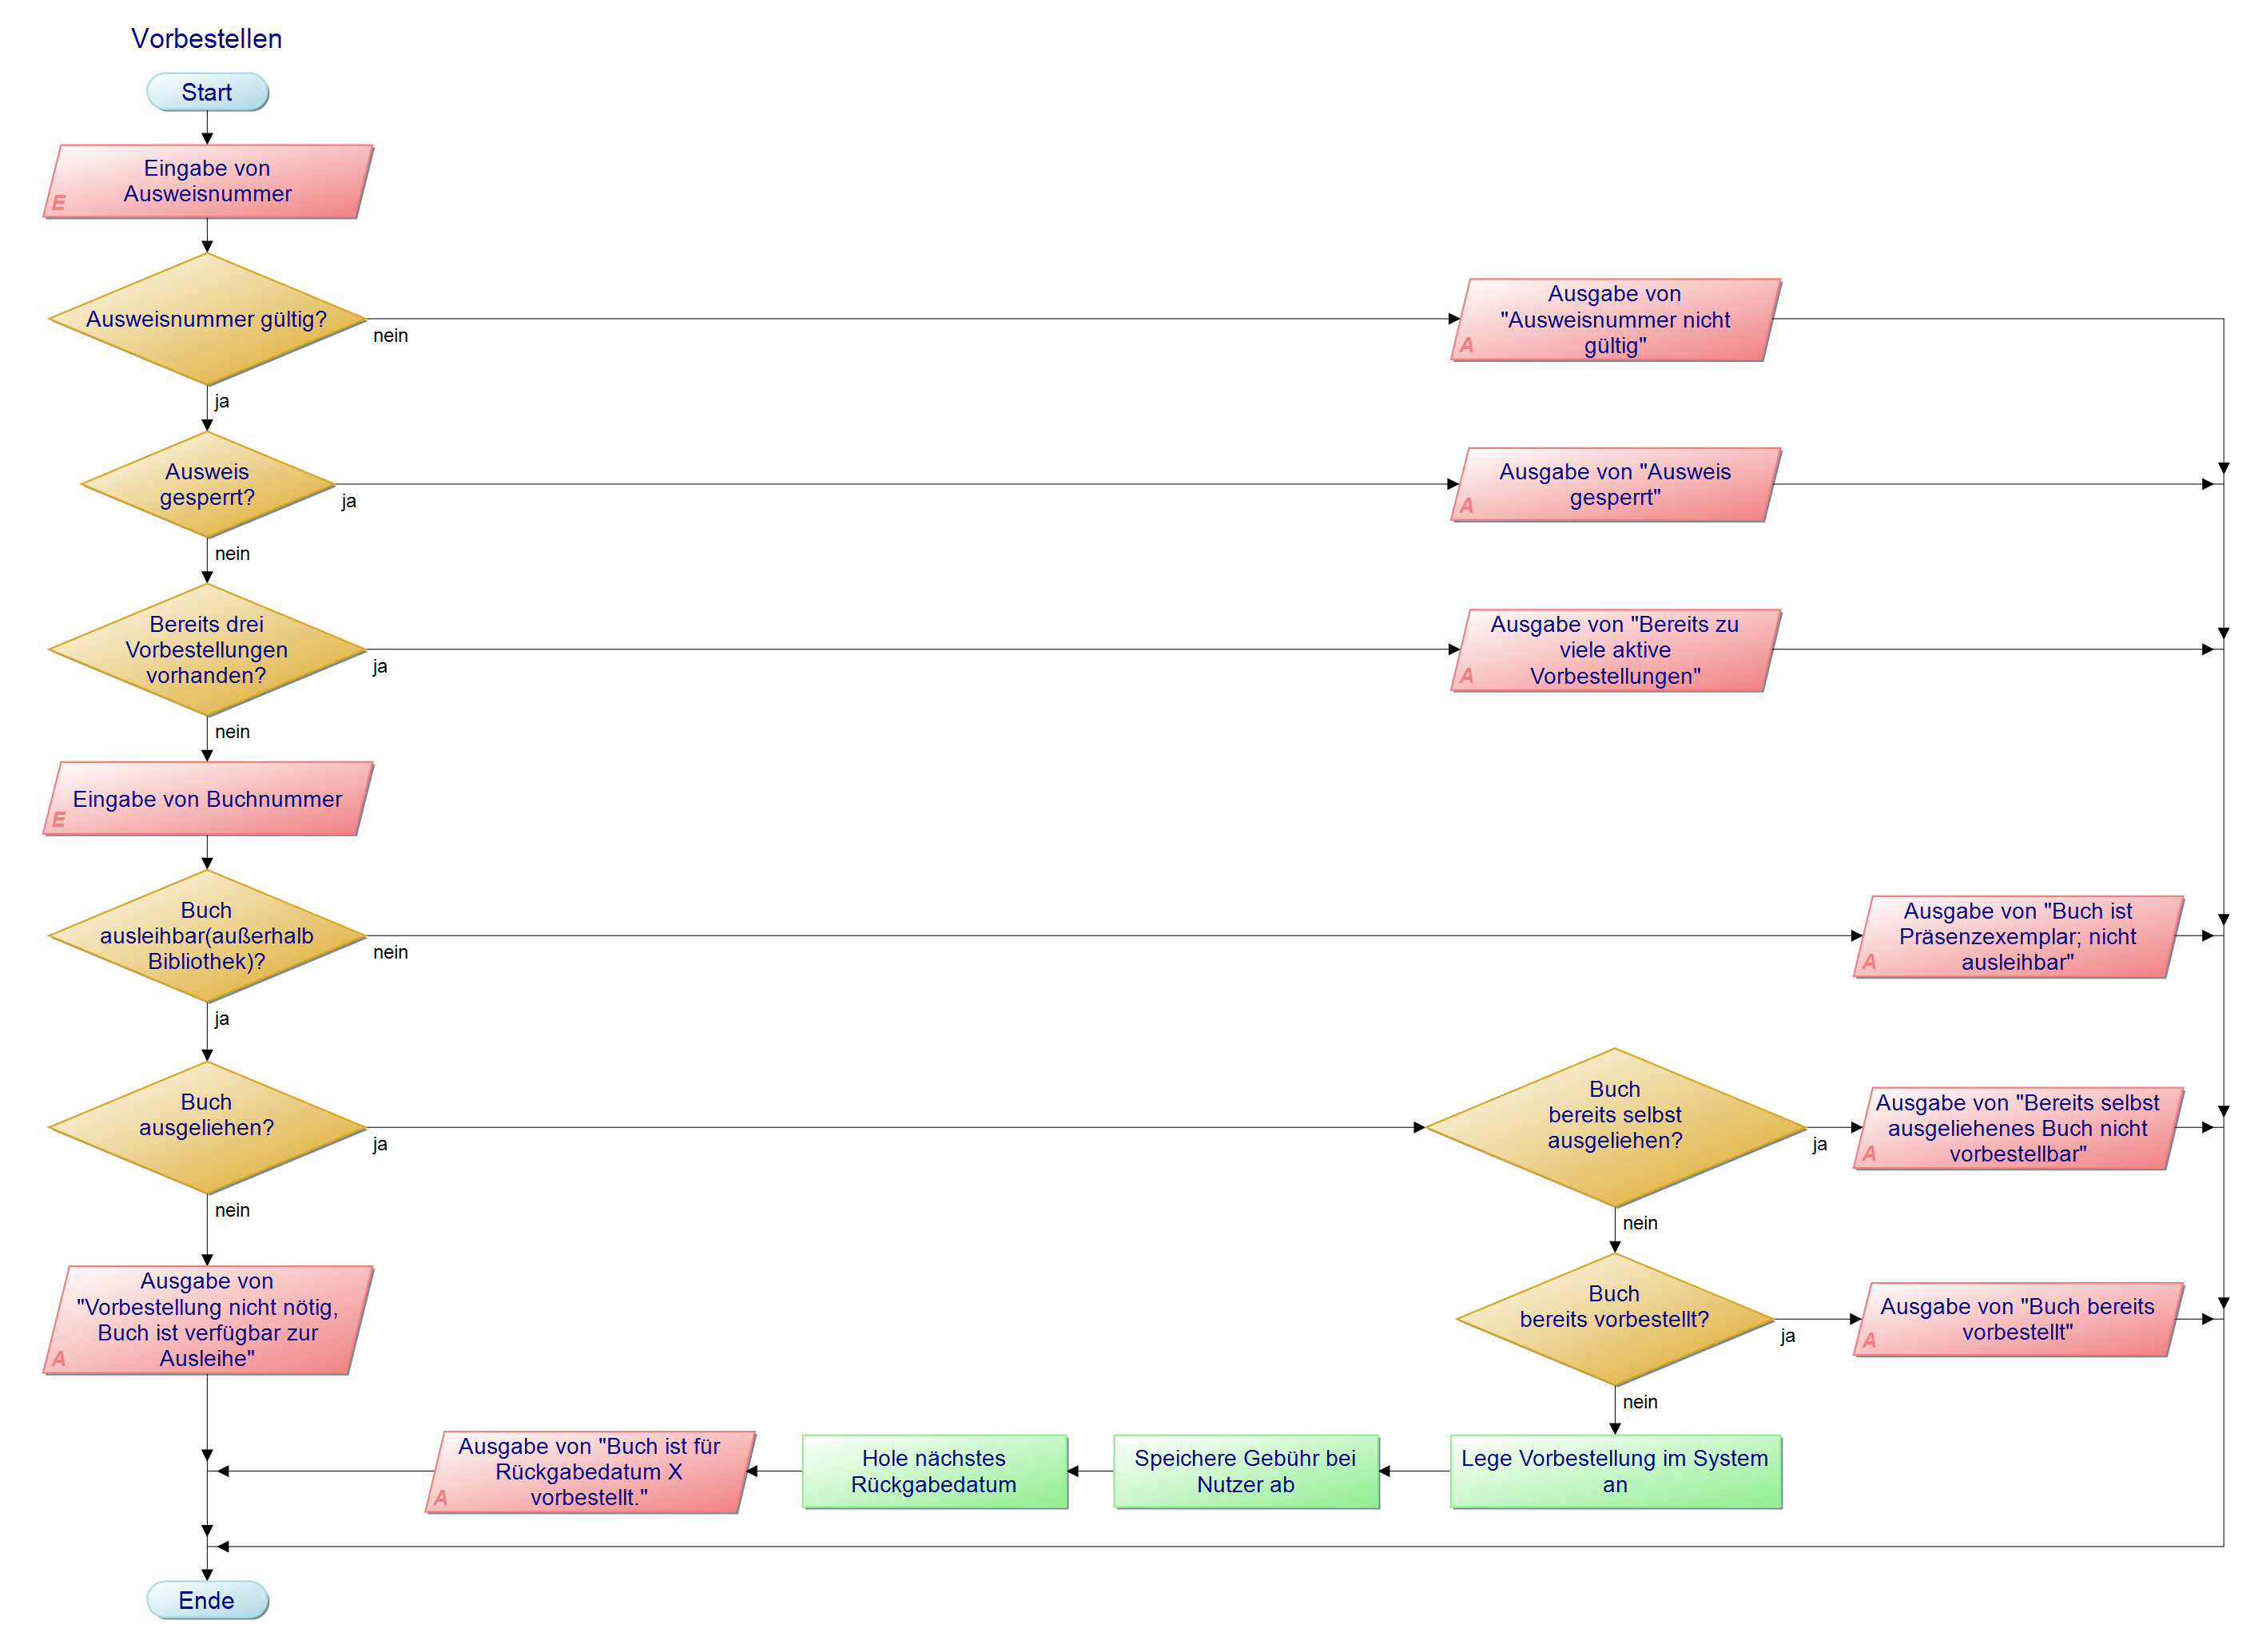 Vorbestellen
Start
Eingabe von
Ausweisnummer
E
Ausweisnummer gültig?
nein
Ausgabe von
"Ausweisnummer nicht
gültig"
A
ja
Ausweis
gesperrt?
ja
Ausgabe von "Ausweis
gesperrt"
A
nein
Bereits drei
Vorbestellungen
vorhanden?
ja
Ausgabe von "Bereits zu
viele aktive
Vorbestellungen"
A
nein
Eingabe von Buchnummer
E
Buch
ausleihbar(außerhalb
Bibliothek)?
nein
Ausgabe von "Buch ist
Präsenzexemplar; nicht
ausleihbar"
A
ja
Buch
ausgeliehen?
ja
Buch
bereits selbst
ausgeliehen?
ja
Ausgabe von "Bereits selbst
ausgeliehenes Buch nicht
vorbestellbar"
A
nein
nein
Ausgabe von
"Vorbestellung nicht nötig,
Buch ist verfügbar zur
Ausleihe"
A
Buch
bereits vorbestellt?
ja
Ausgabe von "Buch bereits
vorbestellt"
A
nein
Ausgabe von "Buch ist für
Rückgabedatum X
vorbestellt."
A
Hole nächstes
Rückgabedatum
Speichere Gebühr bei
Nutzer ab
Lege Vorbestellung im System
an
Ende